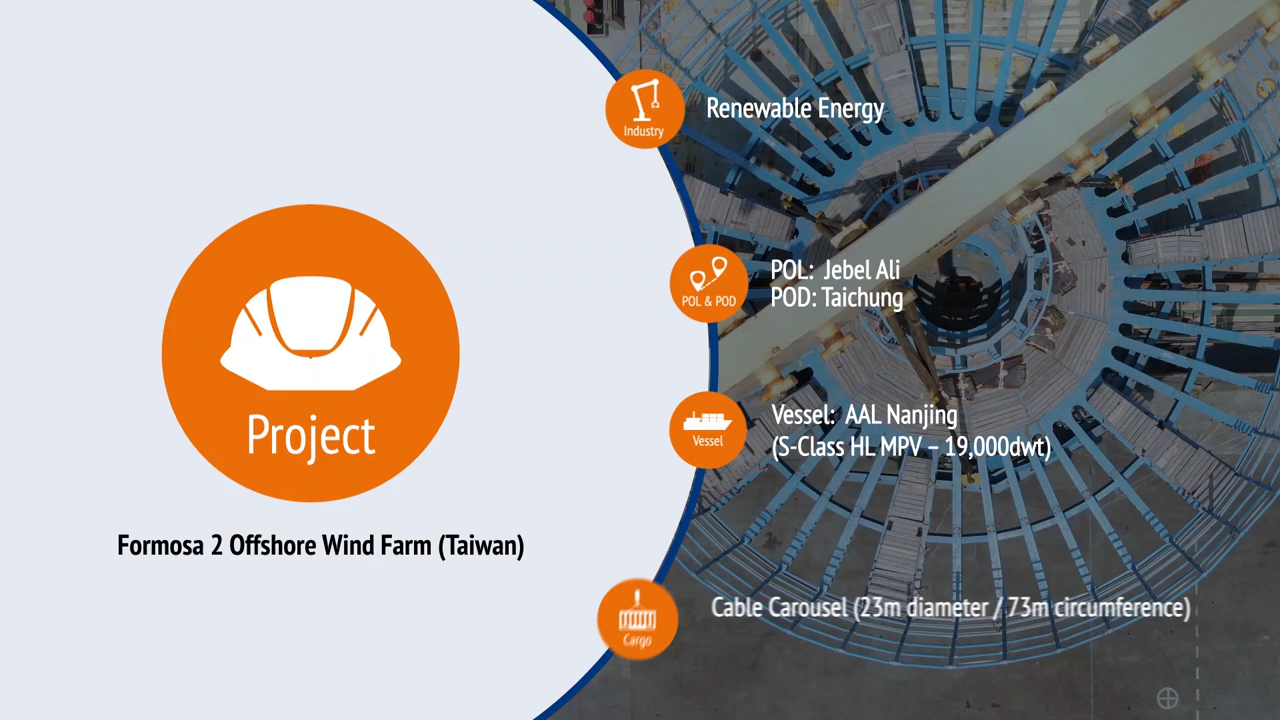 Industry
Renewable Energy
POL & POD
POL: Jebel Ali
POD: Taichung
Vessel
Vessel: AAL Nanjing
(S-Class HL MPV – 19,000dwt)
Project
Formosa 2 Offshore Wind Farm (Taiwan)
Cargo
Cable Carousel (23m diameter / 73m circumference)